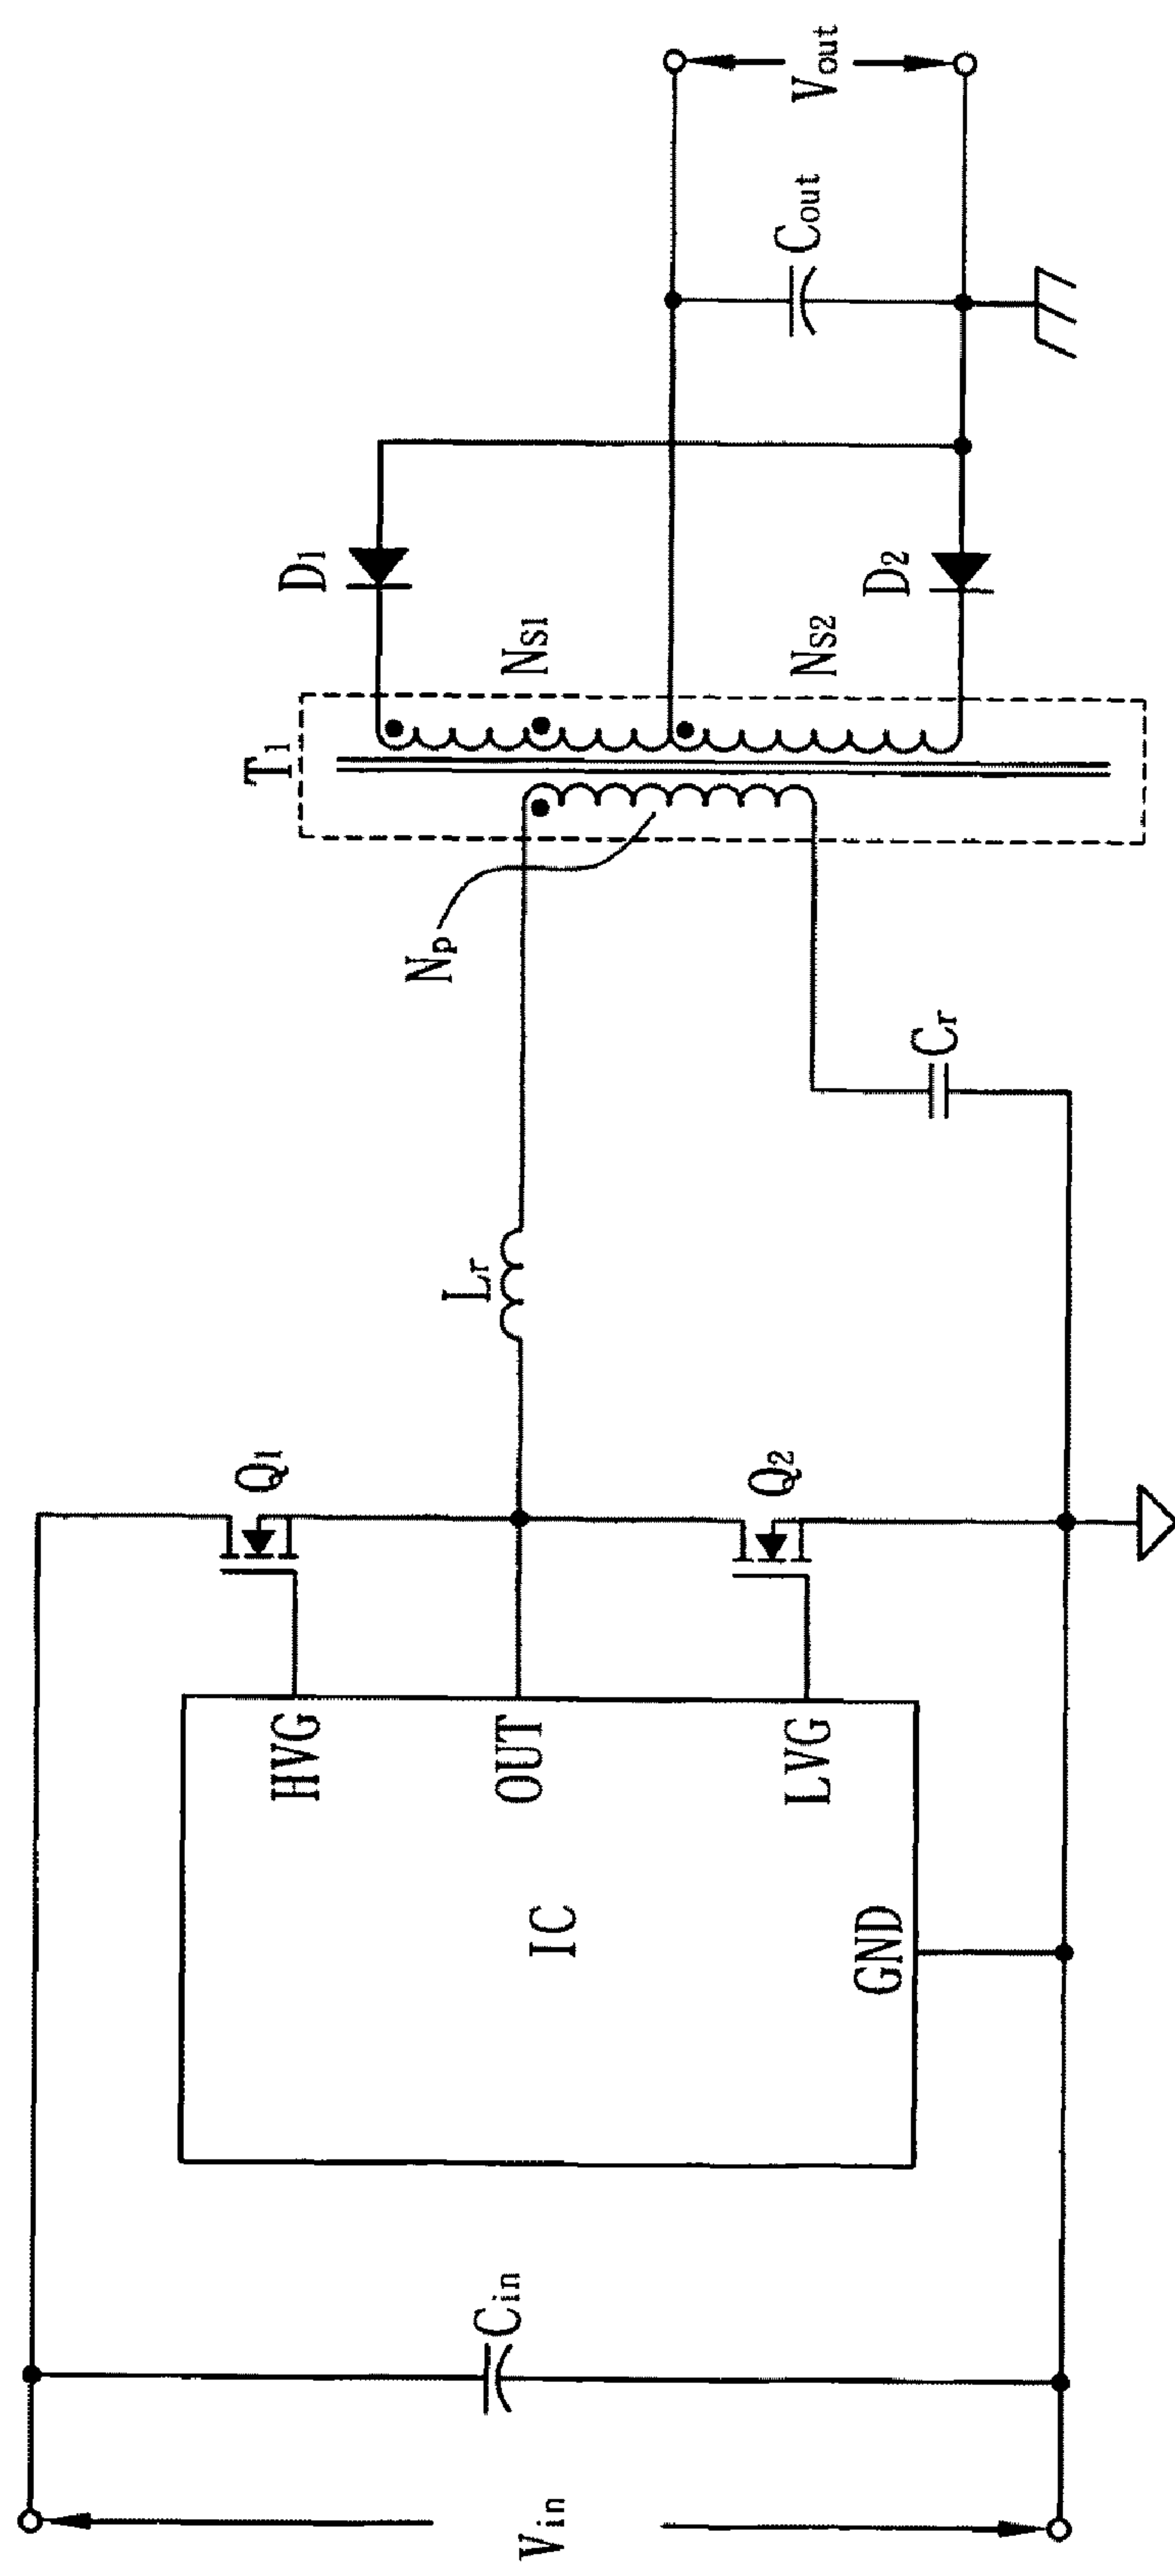 Vin
Cin
IC
HVG
OUT
LVG
GND
Q1
Q2
Lr
Cr
Np
T1
NS1
NS2
D1
D2
Cout
Vout